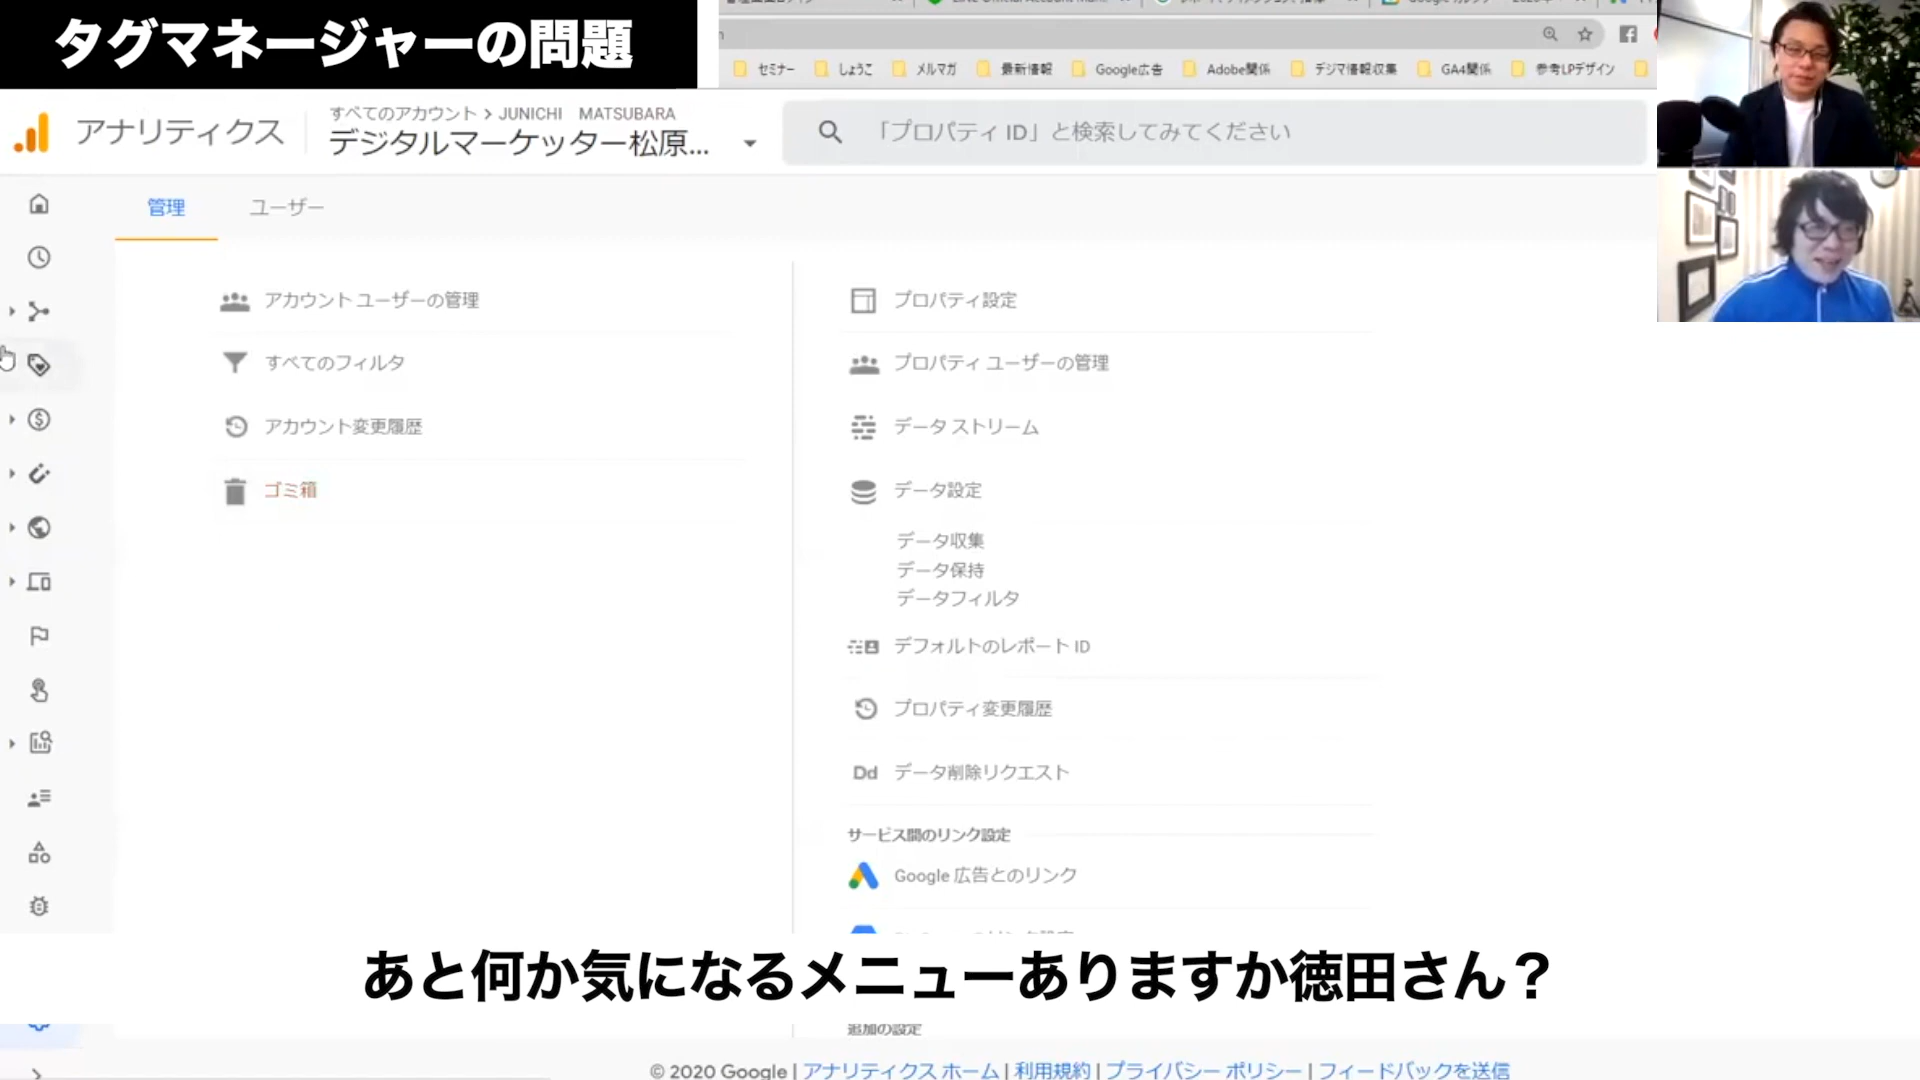 タグマネージャーの問題
セミナー しょうこ メルマガ 最新情報 Google広告 Adobe関係 デジマ情報収集 GA4関係 参考LPデザイン
アナリティクス
すべてのアカウント > JUNICHI MATSUBARA
デジタルマーケッター松原...
「プロパティ ID」と検索してみてください
管理 ユーザー
アカウント ユーザーの管理
すべてのフィルタ
アカウント変更履歴
ゴミ箱
プロパティ設定
プロパティ ユーザーの管理
データ ストリーム
データ設定
データ収集
データ保持
データフィルタ
デフォルトのレポート ID
プロパティ変更履歴
Dd データ削除リクエスト
サービス間のリンク設定
Google 広告とのリンク
あと何か気になるメニューありますか徳田さん？
追加の設定
© 2020 Google | アナリティクス ホーム | 利用規約 | プライバシー ポリシー | フィードバックを送信